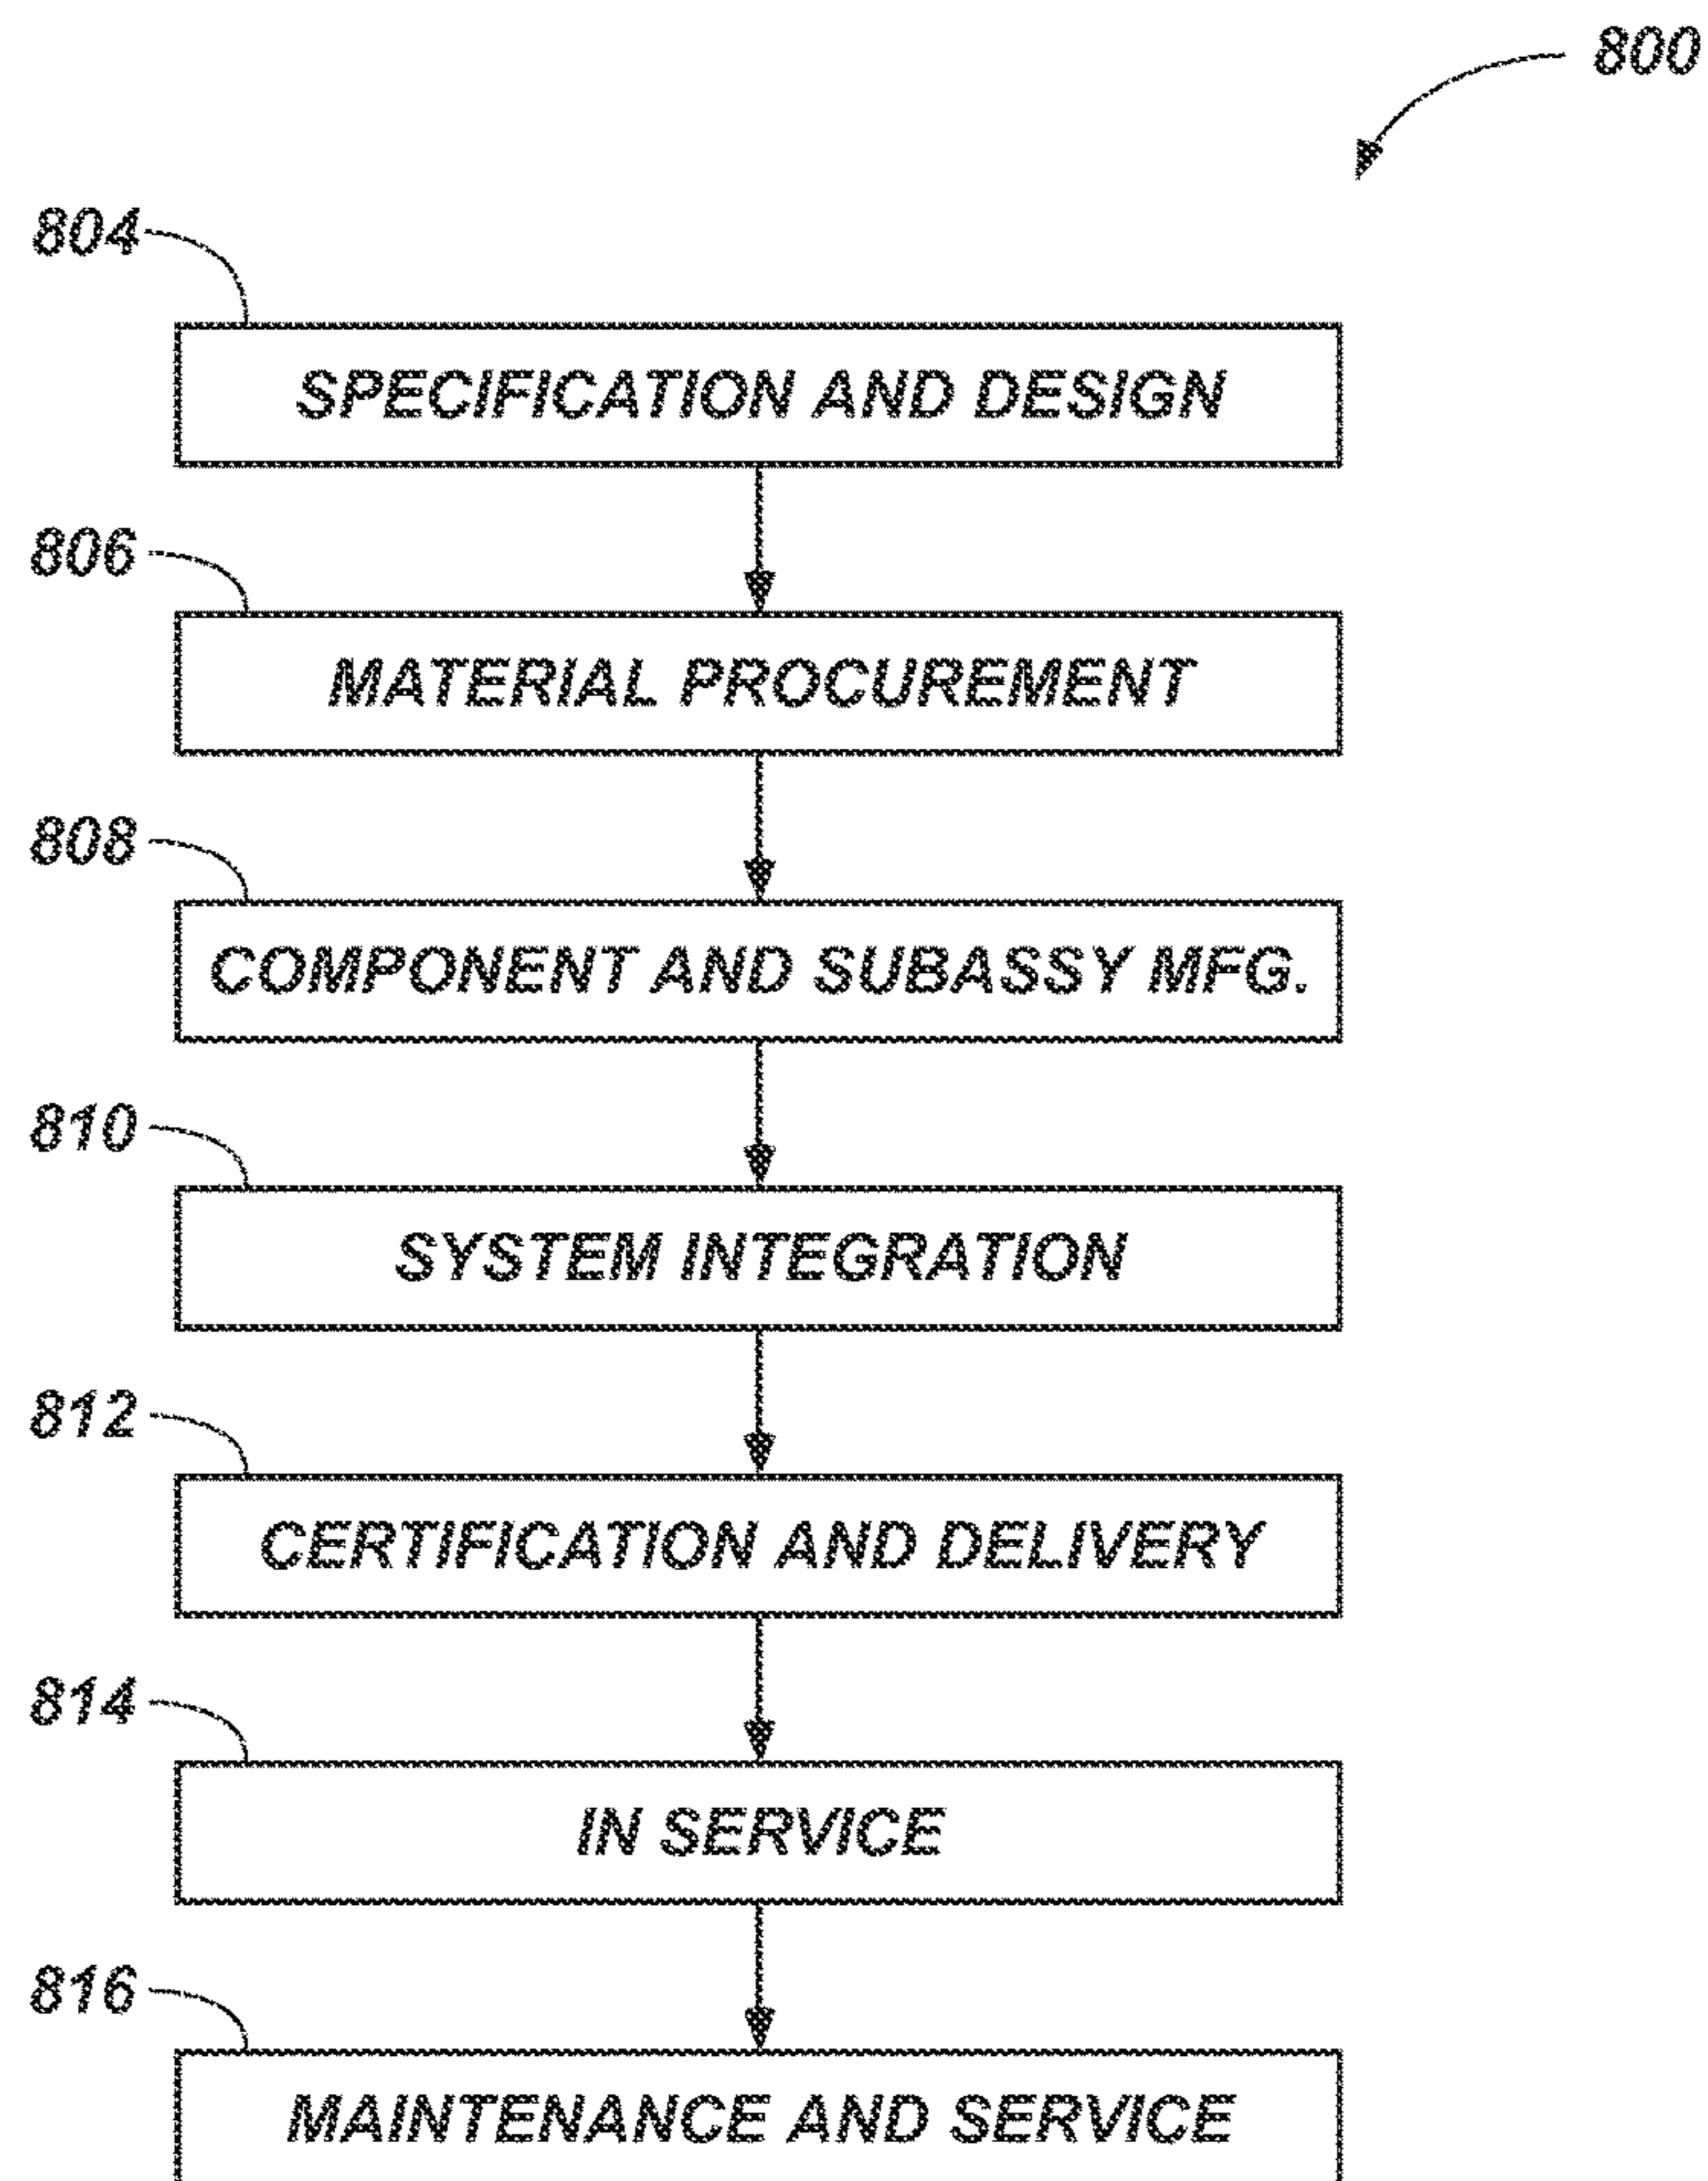 800
804
SPECIFICATION AND DESIGN
806
MATERIAL PROCUREMENT
808
COMPONENT AND SUBASSY MFG.
810
SYSTEM INTEGRATION
812
CERTIFICATION AND DELIVERY
814
IN SERVICE
816
MAINTENANCE AND SERVICE